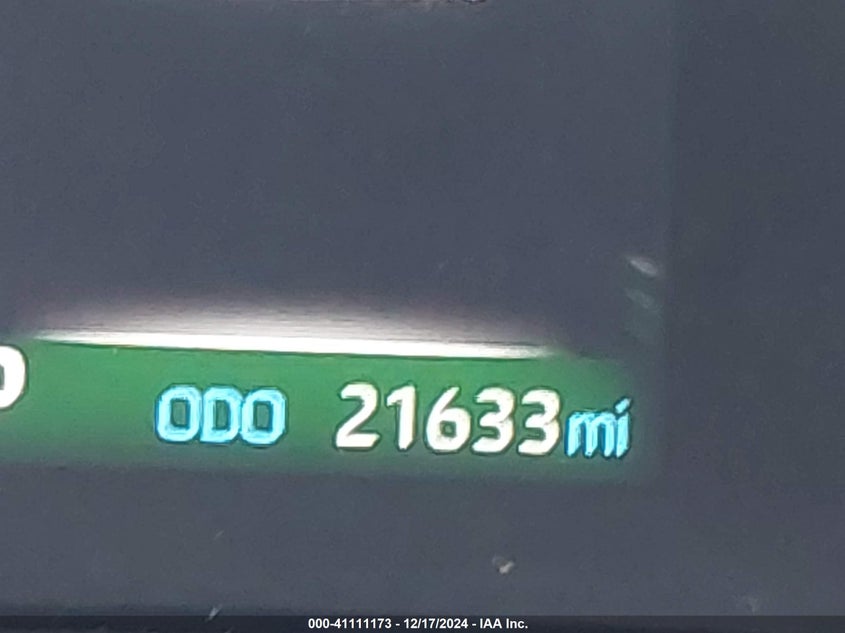 ODO 21633mi
000-41111173 - 12/17/2024 - IAA Inc.